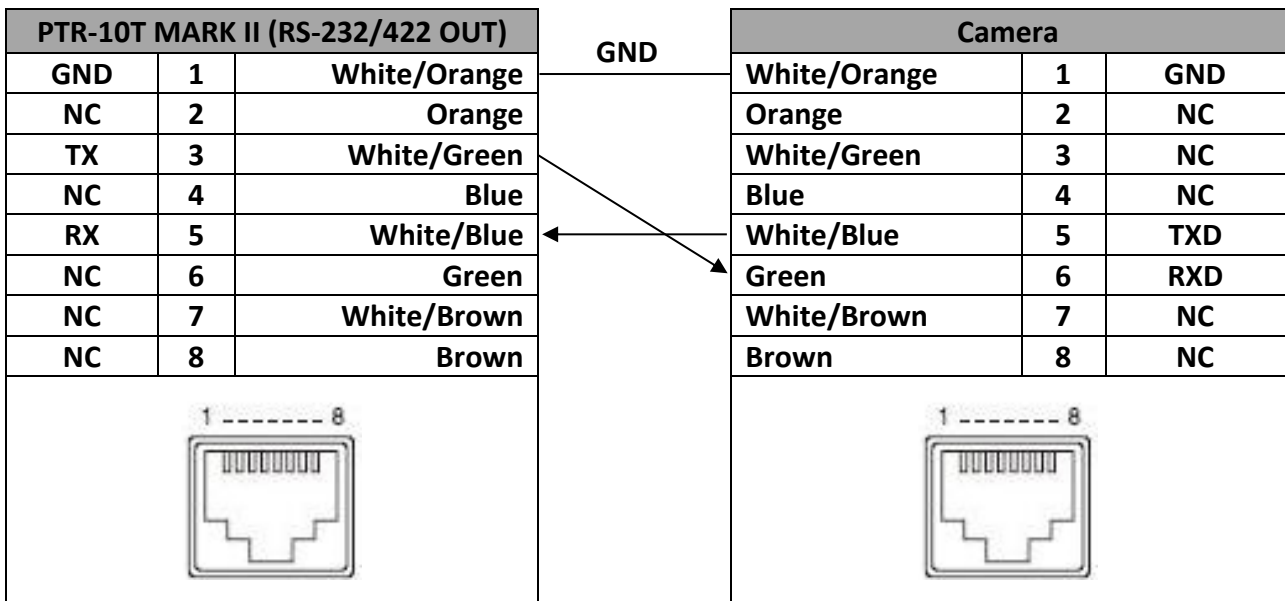 PTR-10T MARK II (RS-232/422 OUT) GND Camera
GND 1 White/Orange White/Orange 1 GND
NC 2 Orange Orange 2 NC
TX 3 White/Green White/Green 3 NC
NC 4 Blue Blue 4 NC
RX 5 White/Blue White/Blue 5 TXD
NC 6 Green Green 6 RXD
NC 7 White/Brown White/Brown 7 NC
NC 8 Brown Brown 8 NC
1 ------- 8 1 ------- 8